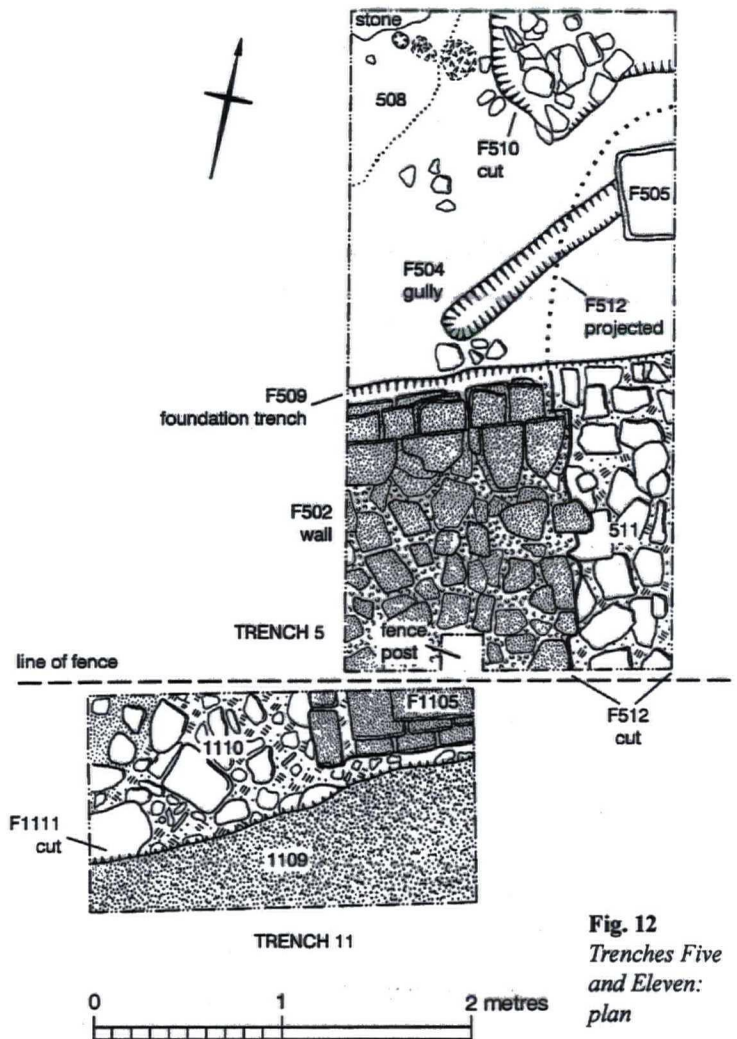 stone
508
F510
cut
F505
F504
gully
F512
projected
F509
foundation trench
F502
wall
511
TRENCH 5
fence
post
line of fence
F512
cut
F1105
1110
F1111
cut
1109
TRENCH 11
Fig. 12
Trenches Five
and Eleven:
plan
0 1 2 metres